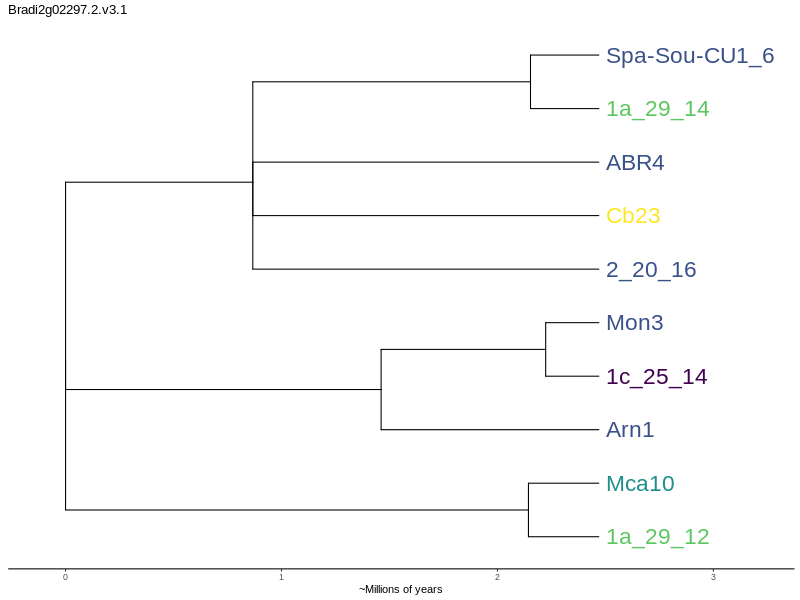 Bradi2g02297.2.v3.1
Spa-Sou-CU1_6
1a_29_14
ABR4
Cb23
2_20_16
Mon3
1c_25_14
Arn1
Mca10
1a_29_12
0 1 2 3
~Millions of years